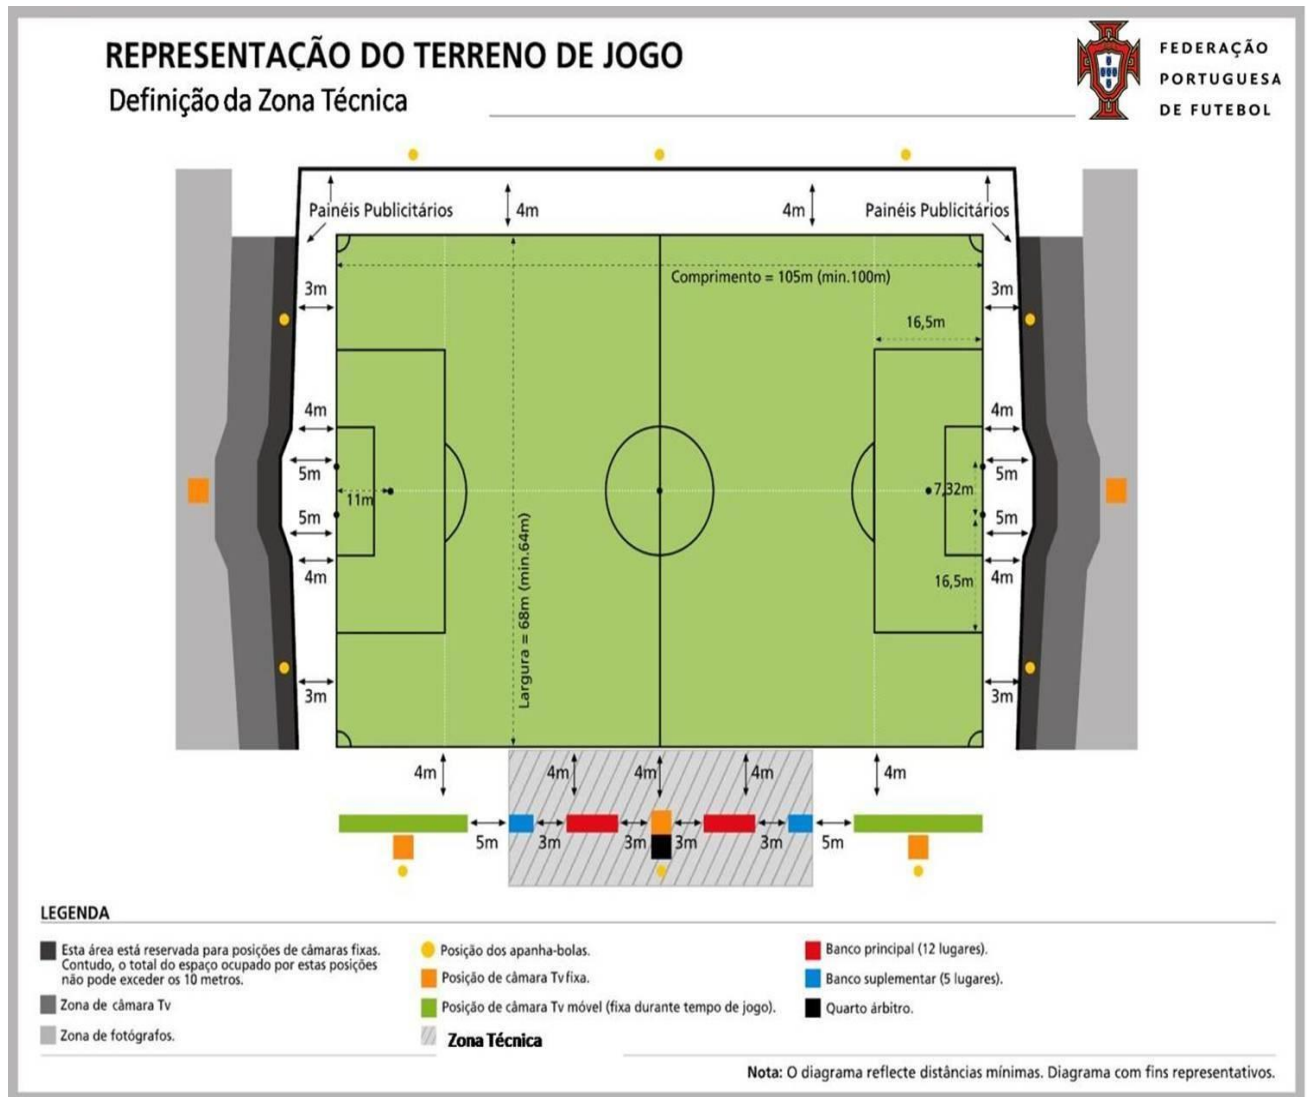 REPRESENTAÇÃO DO TERRENO DE JOGO
Definição da Zona Técnica
FEDERAÇÃO
PORTUGUESA
DE FUTEBOL
Painéis Publicitários
4m
4m
Painéis Publicitários
Comprimento = 105m (min.100m)
3m
3m
16,5m
4m
4m
5m
5m
11m
7,32m
5m
5m
4m
16,5m
4m
Largura = 68m (min.64m)
3m
3m
4m
4m
4m
4m
4m
5m
3m
3m
3m
3m
5m
LEGENDA
Esta área está reservada para posições de câmaras fixas.
Contudo, o total do espaço ocupado por estas posições
não pode exceder os 10 metros.
Zona de câmara Tv
Zona de fotógrafos.
Posição dos apanha-bolas.
Posição de câmara Tv fixa.
Posição de câmara Tv móvel (fixa durante tempo de jogo).
Zona Técnica
Banco principal (12 lugares).
Banco suplementar (5 lugares).
Quarto árbitro.
Nota: O diagrama reflecte distâncias mínimas. Diagrama com fins representativos.